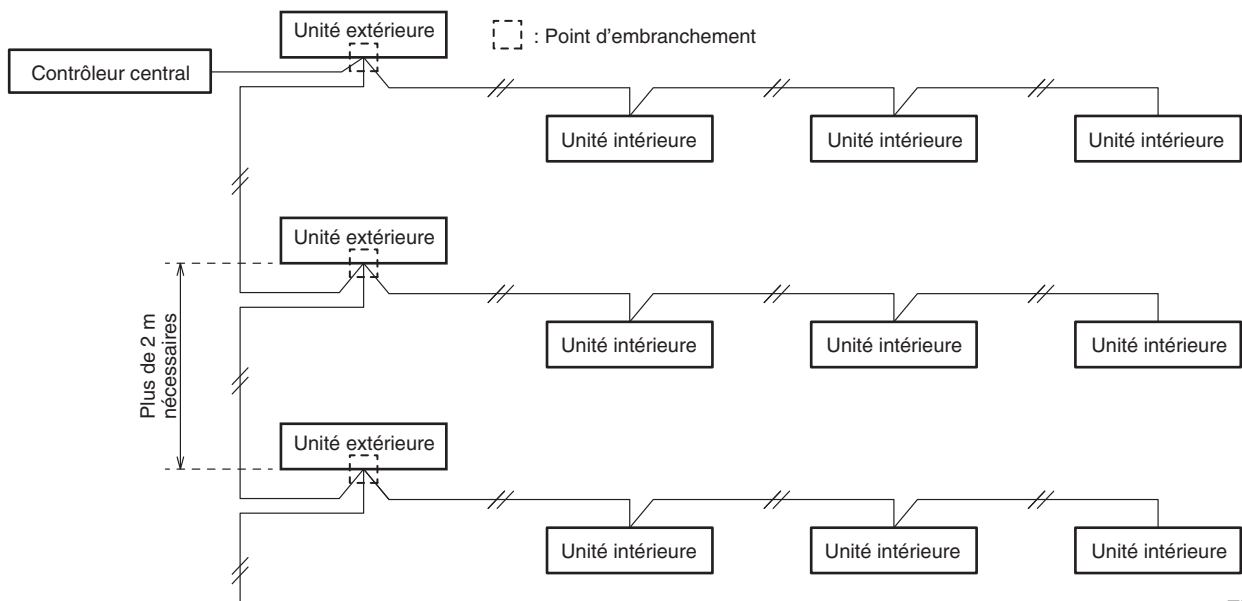 Unité extérieure
: Point d'embranchement
Contrôleur central
Unité intérieure
Unité intérieure
Unité intérieure
Unité extérieure
Plus de 2 m
nécessaires
Unité intérieure
Unité intérieure
Unité intérieure
Unité extérieure
Unité intérieure
Unité intérieure
Unité intérieure